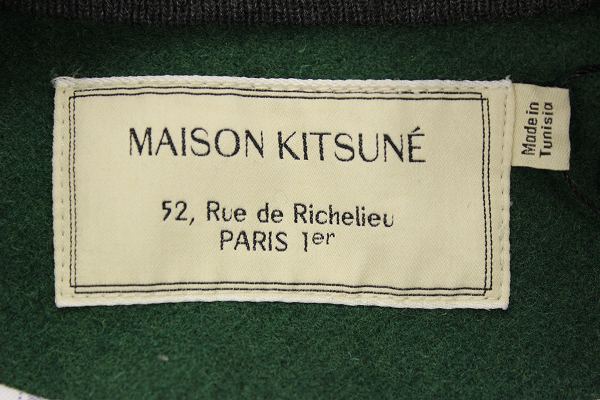 MAISON KITSUNÉ
52, Rue de Richelieu
PARIS 1er
Made in
Tunisia